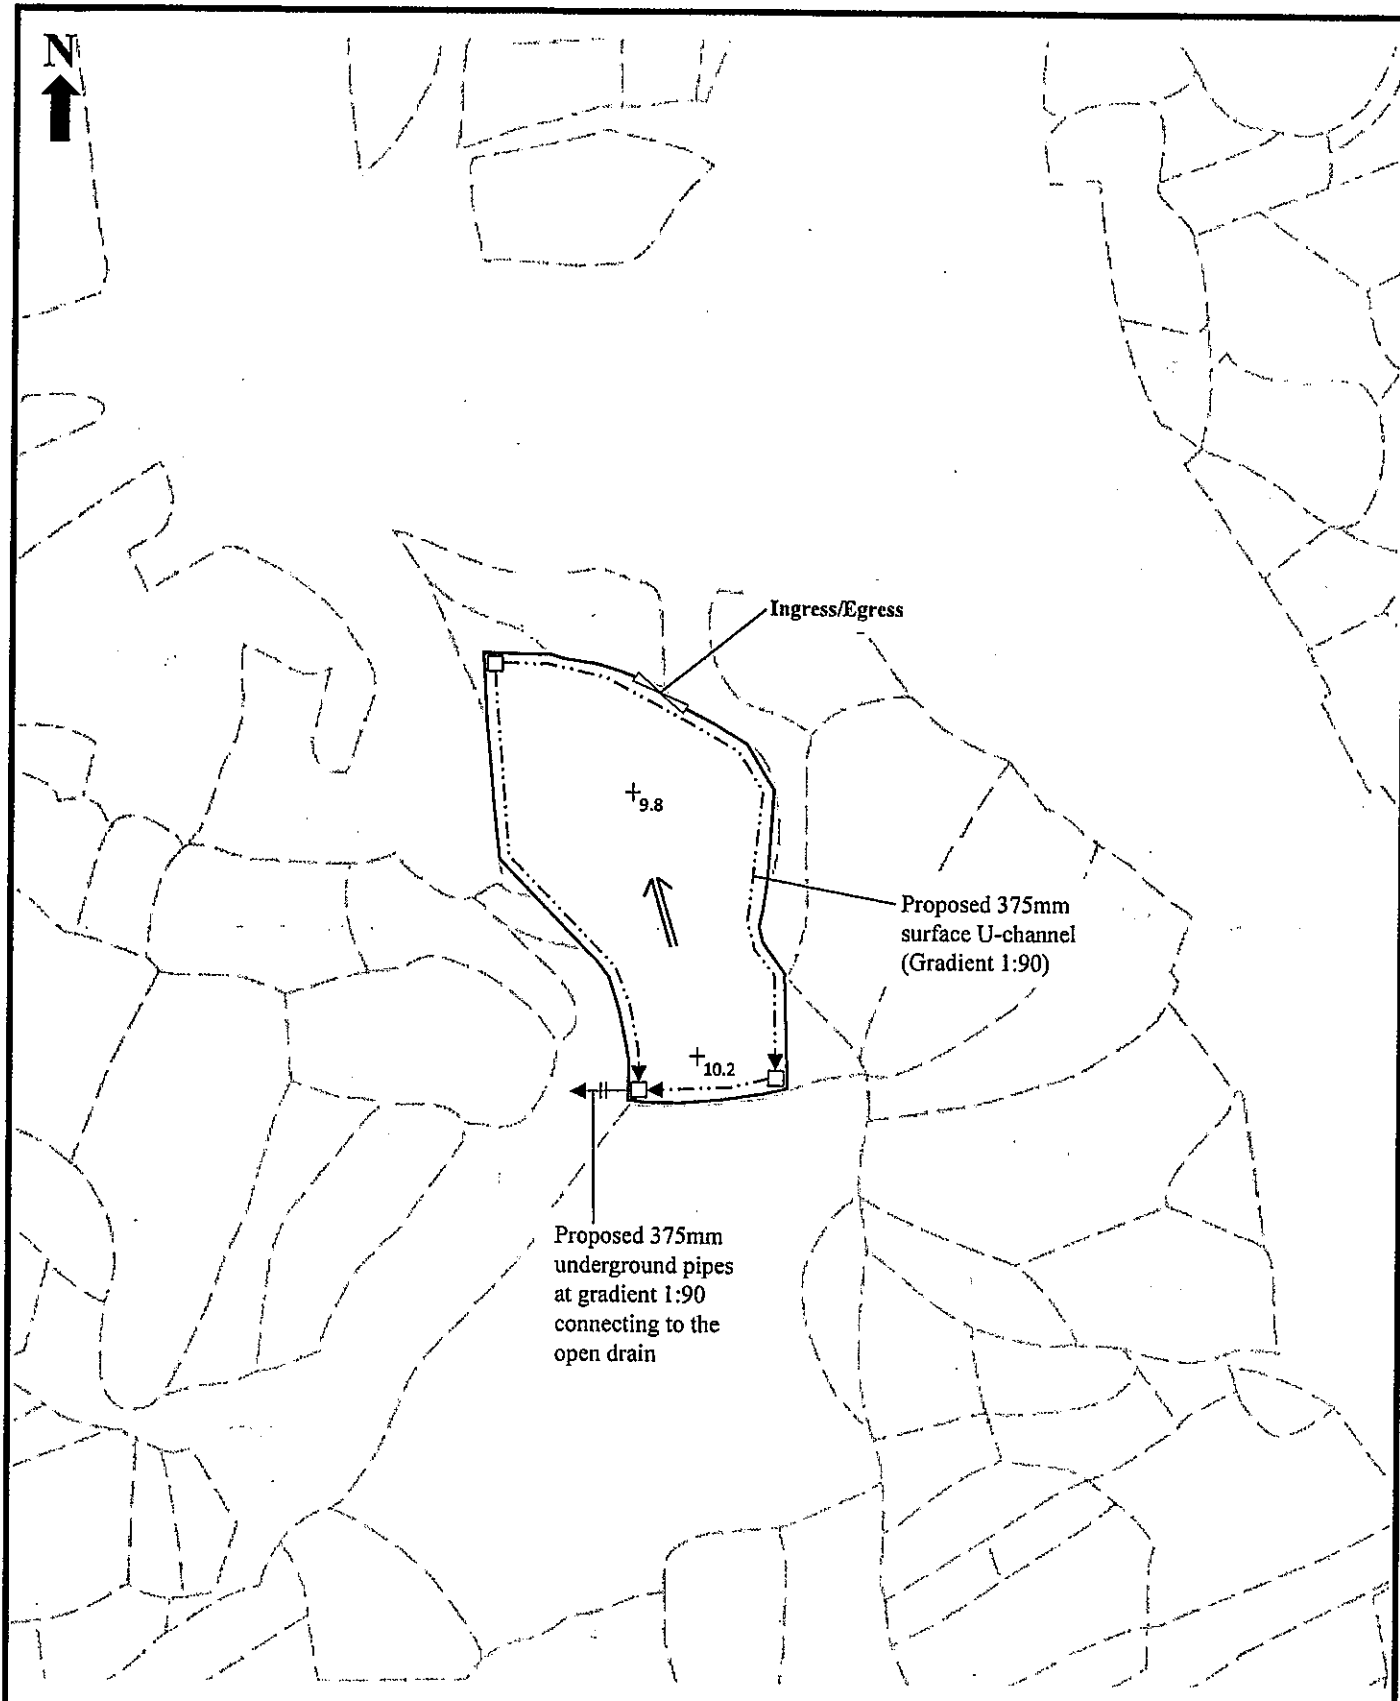 N
Ingress/Egress
+9.8
Proposed 375mm
surface U-channel
(Gradient 1:90)
+10.2
Proposed 375mm
underground pipes
at gradient 1:90
connecting to the
open drain